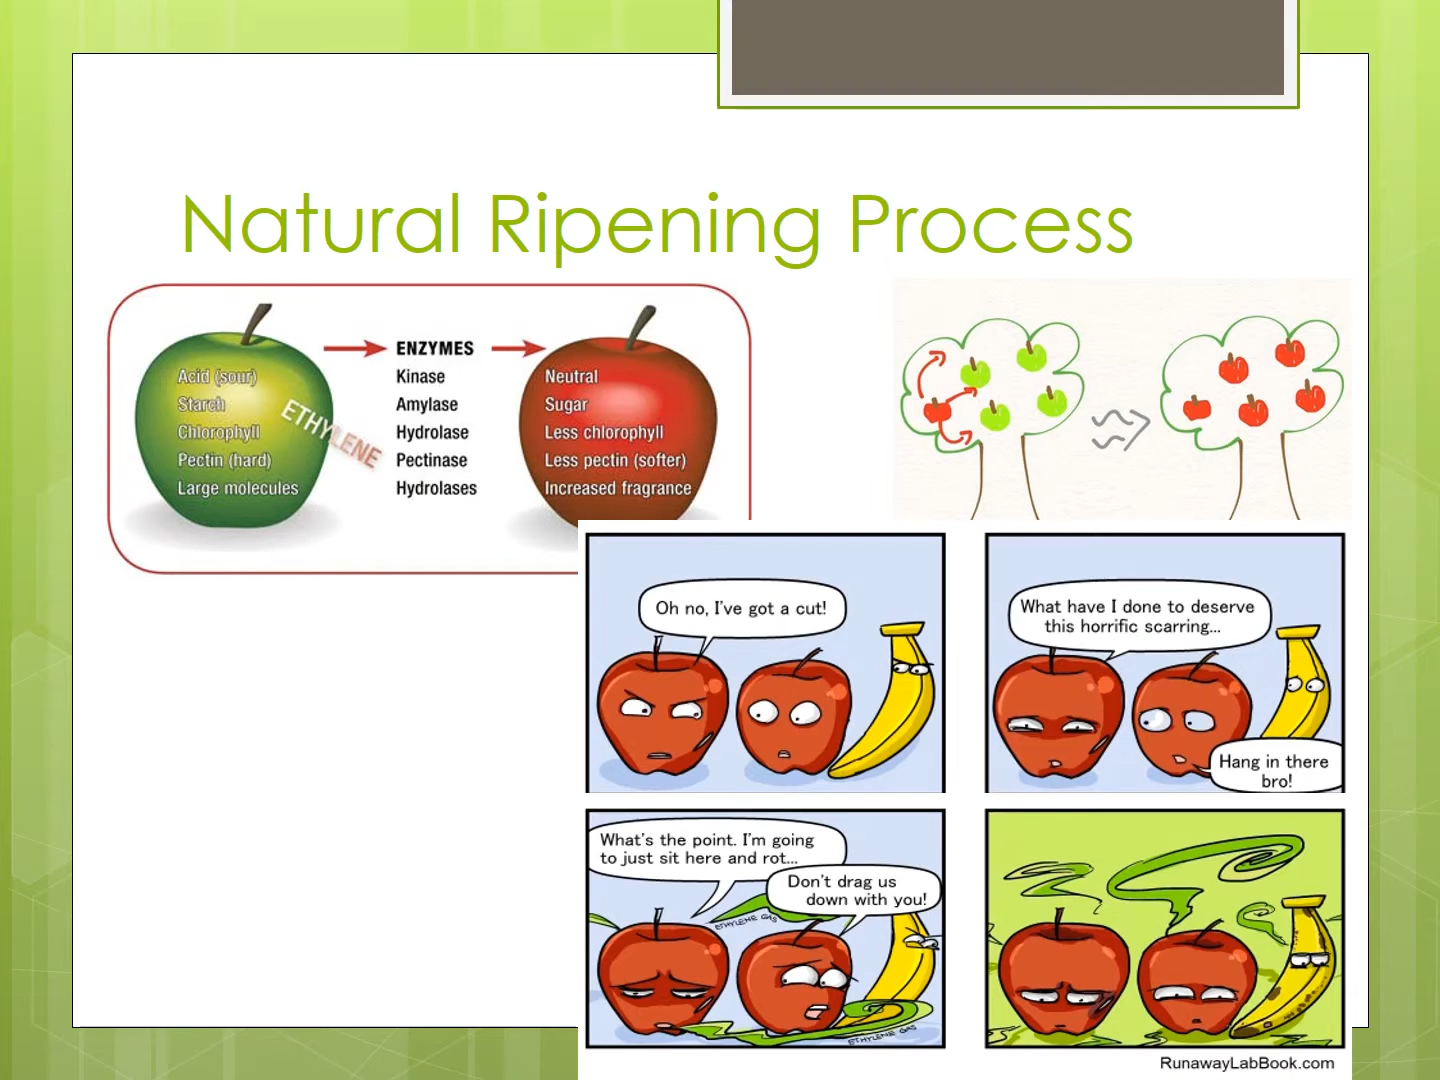 Natural Ripening Process
Acid (sour)
Starch
Chlorophyll
Pectin (hard)
Large molecules
ETHYLENE
ENZYMES
Kinase
Amylase
Hydrolase
Pectinase
Hydrolases
Neutral
Sugar
Less chlorophyll
Less pectin (softer)
Increased fragrance
Oh no, I've got a cut!
What have I done to deserve
this horrific scarring...
Hang in there
bro!
What's the point. I'm going
to just sit here and rot...
Don't drag us
down with you!
ETHYLENE GAS
ETHYLENE GAS
RunawayLabBook.com